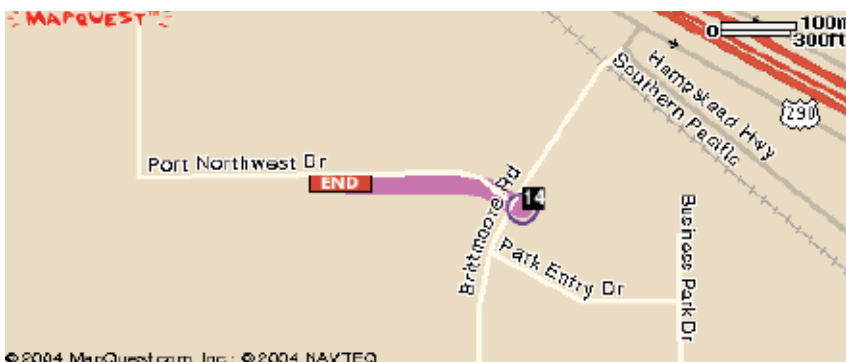 MAPQUEST
0 100m
300ft
Hempstead Hwy
Southern Pacific
290
Port Northwest Dr
END
14
Brittmoore Rd
Park Entry Dr
Business Park Dr
©2004 MapQuest.com, Inc.; ©2004 NAVTEQ